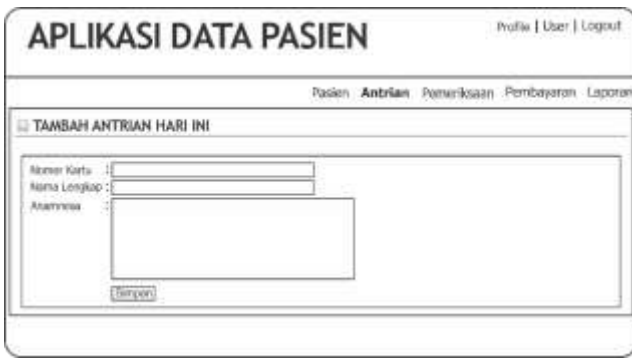 APLIKASI DATA PASIEN
Profile | User | Logout
Pasien Antrian Pemeriksaan Pembayaran Laporan
TAMBAH ANTRIAN HARI INI
Nomor Kartu :
Nama Lengkap :
Anamnesa :
Simpan